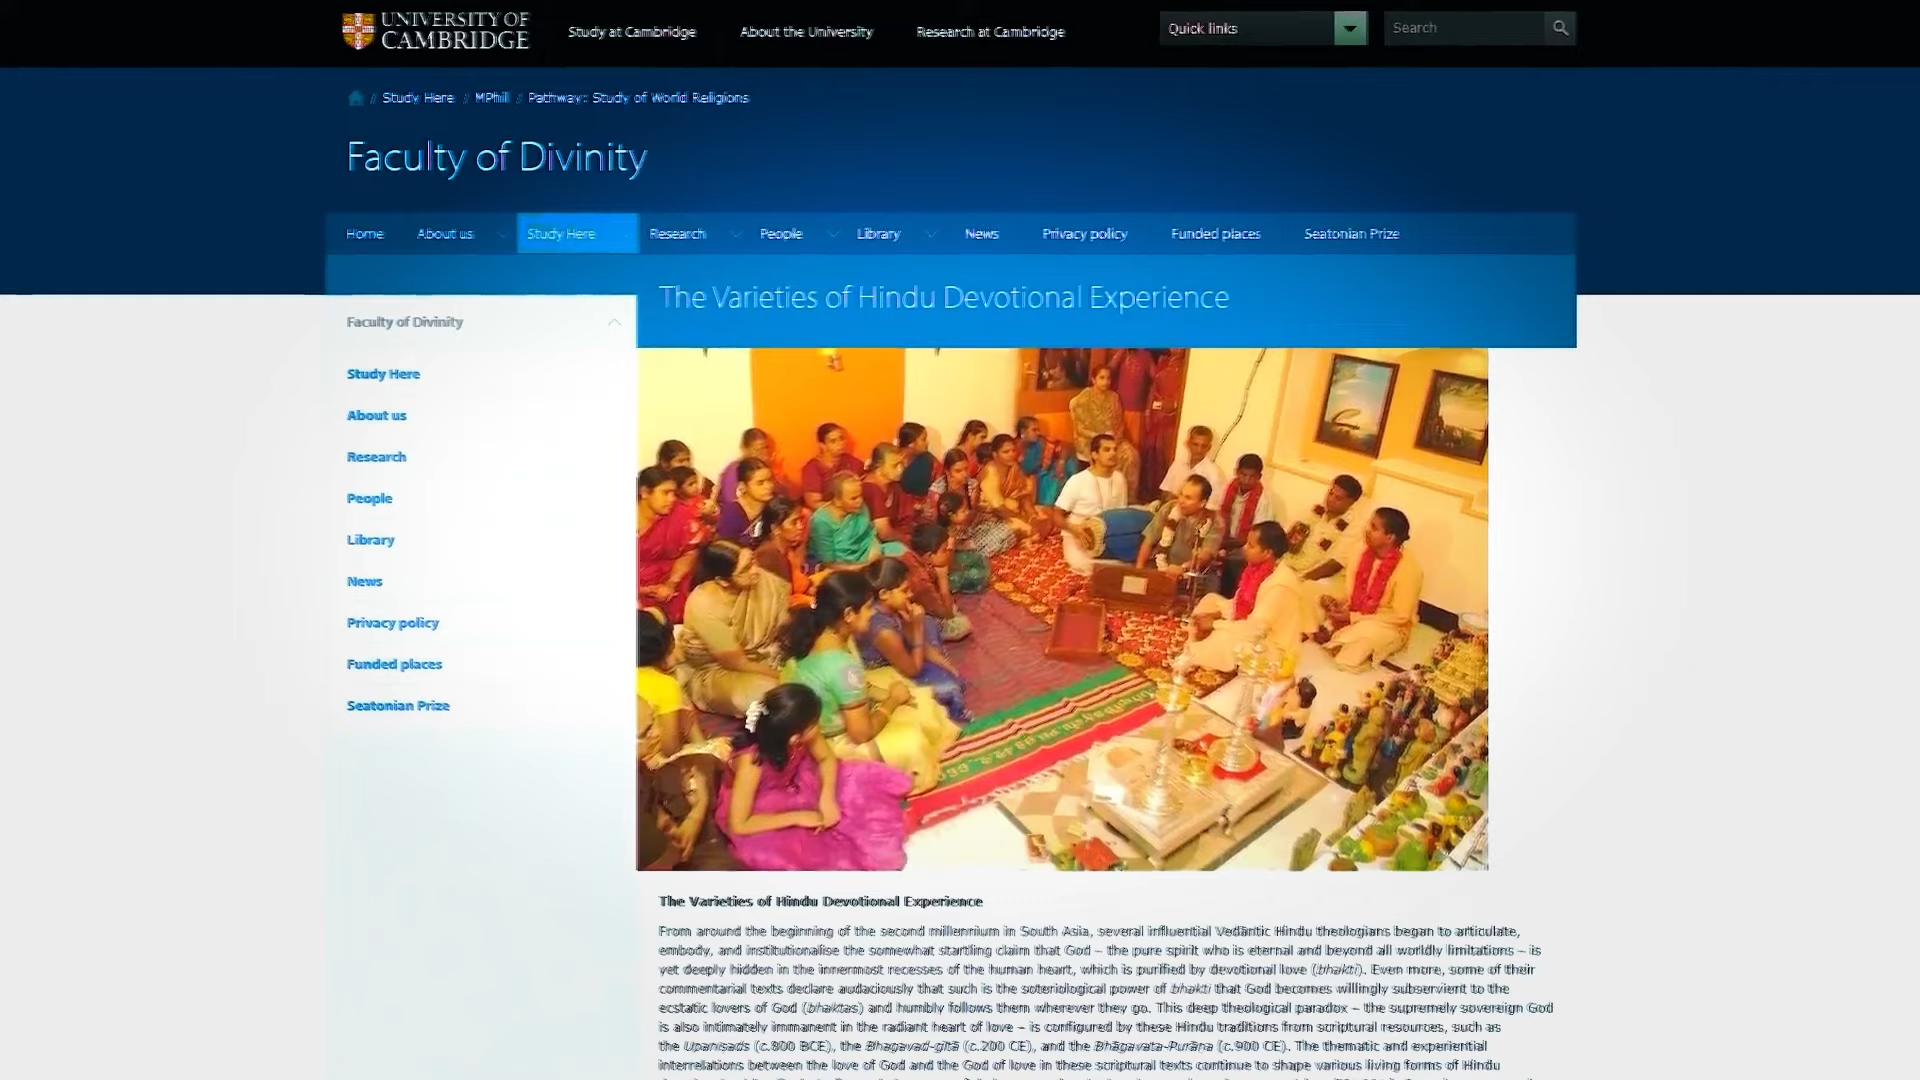 UNIVERSITY OF
CAMBRIDGE
Study at Cambridge
About the University
Research at Cambridge
Quick links
Search
/ Study Here / MPhil / Pathway: Study of World Religions
Faculty of Divinity
Home
About us
Study Here
Research
People
Library
News
Privacy policy
Funded places
Seatonian Prize
The Varieties of Hindu Devotional Experience
Faculty of Divinity
Study Here
About us
Research
People
Library
News
Privacy policy
Funded places
Seatonian Prize
The Varieties of Hindu Devotional Experience
From around the beginning of the second millennium in South Asia, several influential Vedāntic Hindu theologians began to articulate,
embody, and institutionalise the somewhat startling claim that God – the pure spirit who is eternal and beyond all worldly limitations – is
yet deeply hidden in the innermost recesses of the human heart, which is purified by devotional love (bhakti). Even more, some of their
commentarial texts declare audaciously that such is the soteriological power of bhakti that God becomes willingly subservient to the
ecstatic lovers of God (bhaktas) and humbly follows them wherever they go. This deep theological paradox – the supremely sovereign God
is also intimately immanent in the radiant heart of love – is configured by these Hindu traditions from scriptural resources, such as
the Upaniṣads (c.800 BCE), the Bhagavad-gītā (c.200 CE), and the Bhāgavata-Purāṇa (c.900 CE). The thematic and experiential
interrelations between the love of God and the God of love in these scriptural texts continue to shape various living forms of Hindu